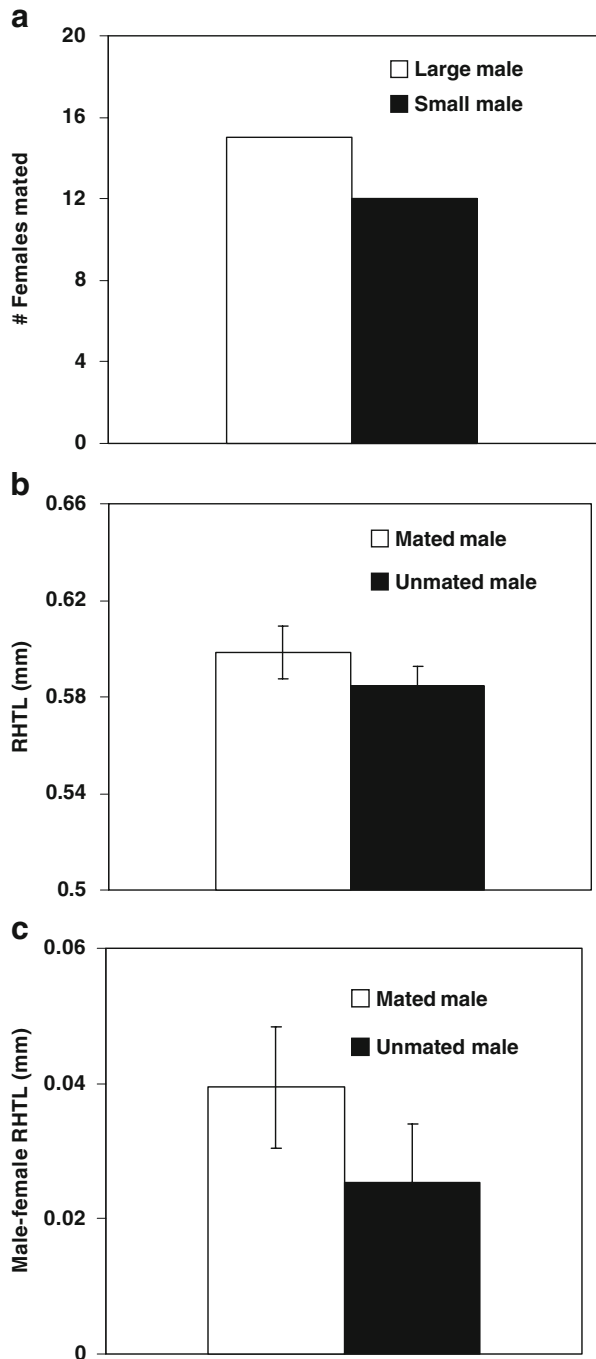 a
20
16
12
8
4
0
# Females mated
Large male
Small male
b
0.66
0.62
0.58
0.54
0.5
RHTL (mm)
Mated male
Unmated male
c
0.06
0.04
0.02
0
Male-female RHTL (mm)
Mated male
Unmated male